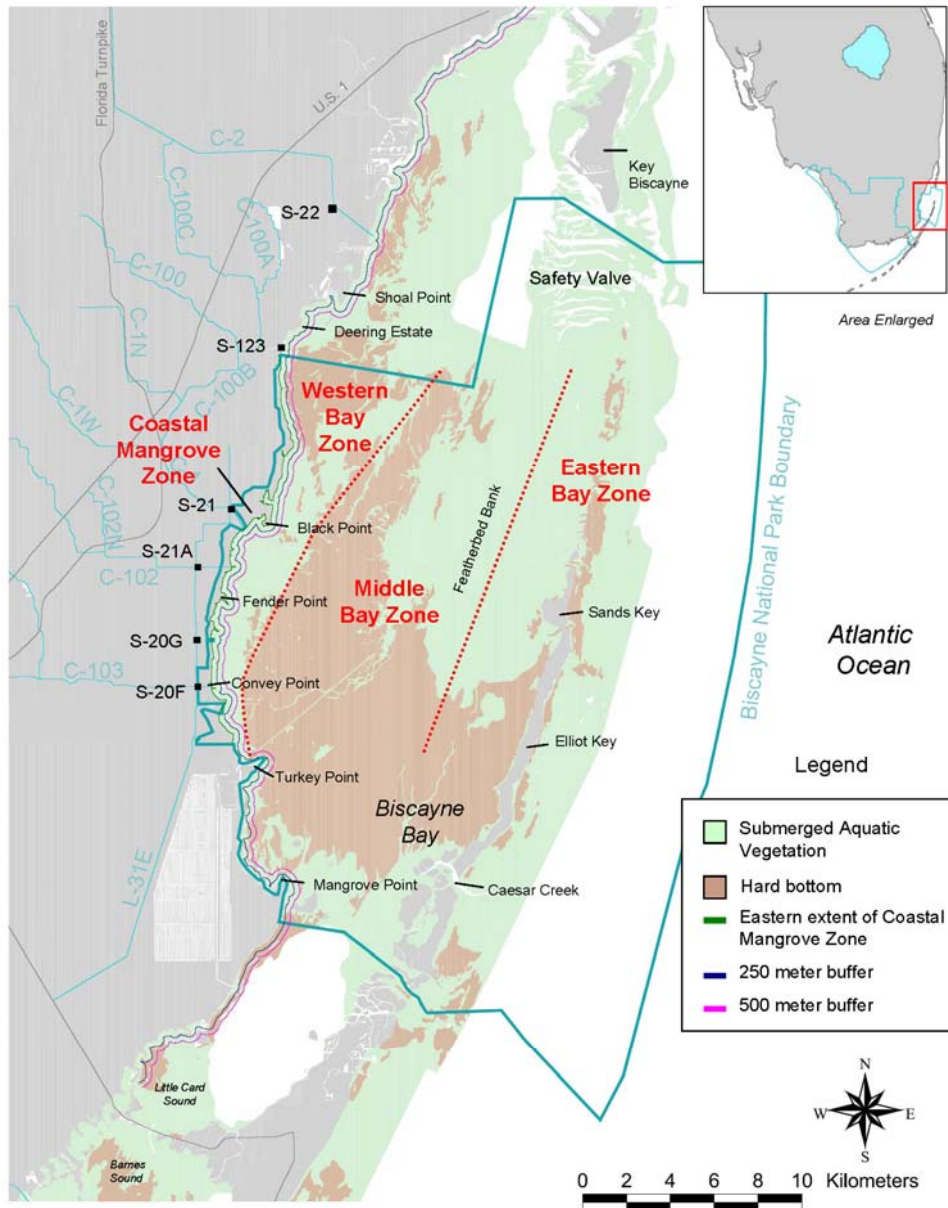 Florida Turnpike
U.S. 1
C-2
C-100C
C-100A
S-22
Key
Biscayne
C-100
Safety Valve
Shoal Point
Area Enlarged
C-1N
Deering Estate
S-123
C-100B
C-1W
Western
Bay
Zone
Coastal
Mangrove
Zone
Eastern
Bay Zone
Featherbed Bank
Biscayne National Park Boundary
S-21
Black Point
C-102N
S-21A
C-102
Middle
Bay Zone
Fender Point
Sands Key
S-20G
Atlantic
Ocean
C-103
Convey Point
S-20F
Elliot Key
Turkey Point
Legend
Biscayne
Bay
Submerged Aquatic
Vegetation
Hard bottom
Eastern extent of Coastal
Mangrove Zone
250 meter buffer
500 meter buffer
L-31E
Mangrove Point
Caesar Creek
Little Card
Sound
Barnes
Sound
N
W
E
S
0 2 4 6 8 10 Kilometers